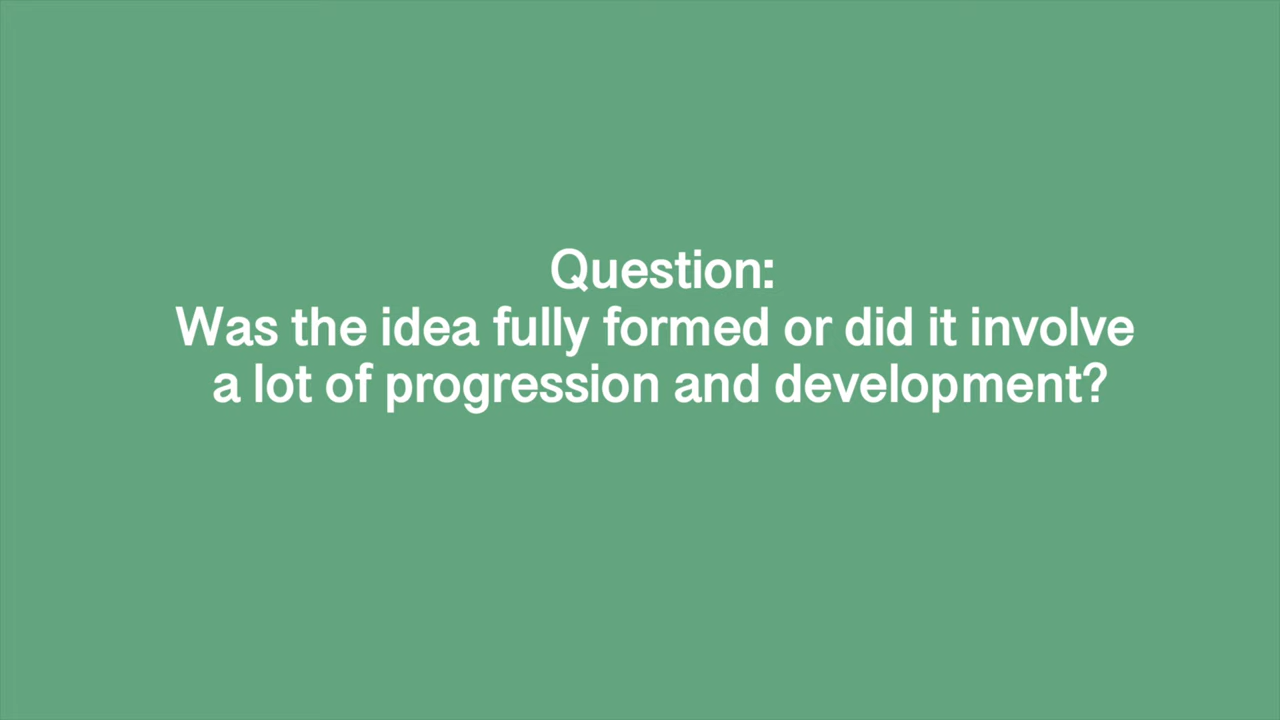 Question:
Was the idea fully formed or did it involve
a lot of progression and development?